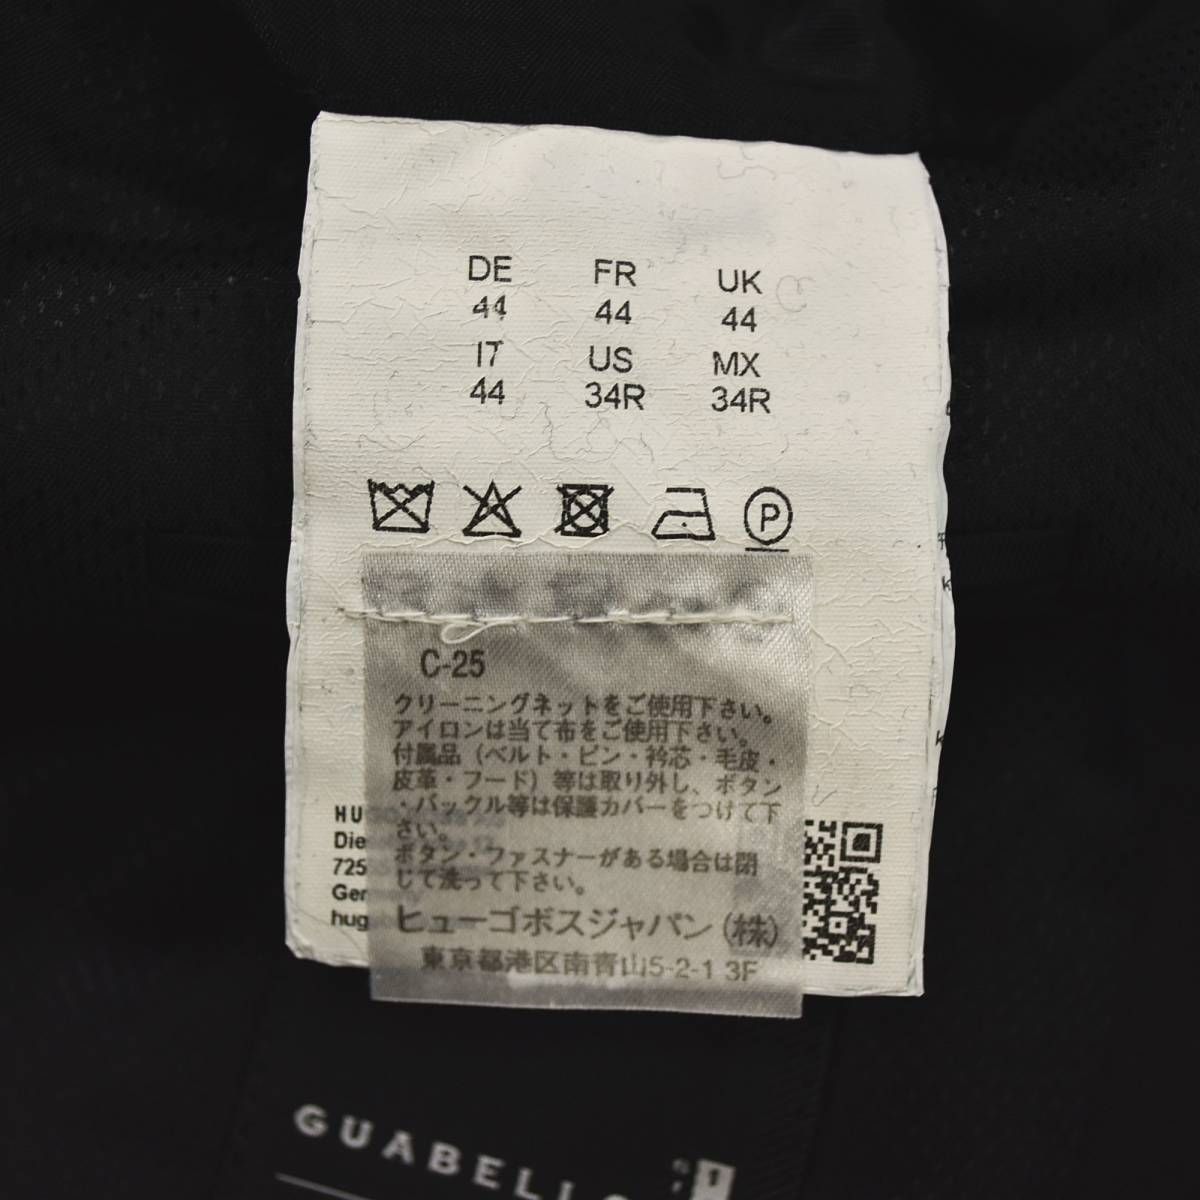 DE FR UK
44 44 44
IT US MX
44 34R 34R
P
C-25
クリーニングネットをご使用下さい。
アイロンは当て布をご使用下さい。
付属品（ベルト・ピン・衿芯・毛皮・
皮革・フード）等は取り外し、ボタン
・バックル等は保護カバーをつけて下
さい。
ボタン・ファスナーがある場合は閉
じて洗って下さい。
ヒューゴボスジャパン（株）
東京都港区南青山5-2-1 3F
HU
Die
725
Ger
hug
GUABELLO